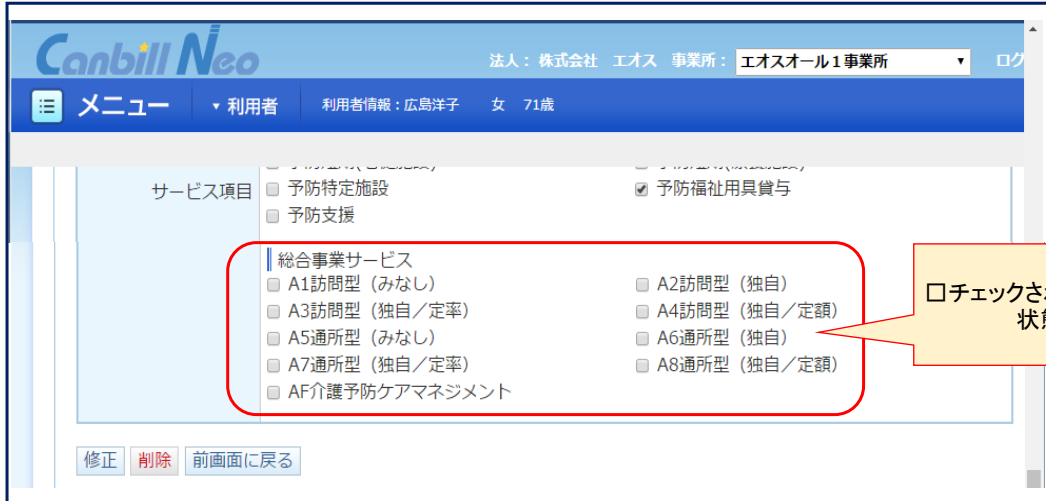 Canbill Neo
法人： 株式会社 エオス 事業所： エオスオール１事業所 ▼ ログ
メニュー ▼ 利用者 利用者情報：広島洋子 女 71歳
サービス項目 予防特定施設 予防福祉用具貸与
予防支援
総合事業サービス
A1訪問型（みなし） A2訪問型（独自）
A3訪問型（独自／定率） A4訪問型（独自／定額）
A5通所型（みなし） A6通所型（独自）
A7通所型（独自／定率） A8通所型（独自／定額）
AF介護予防ケアマネジメント
口チェックさ
状
修正 削除 前画面に戻る